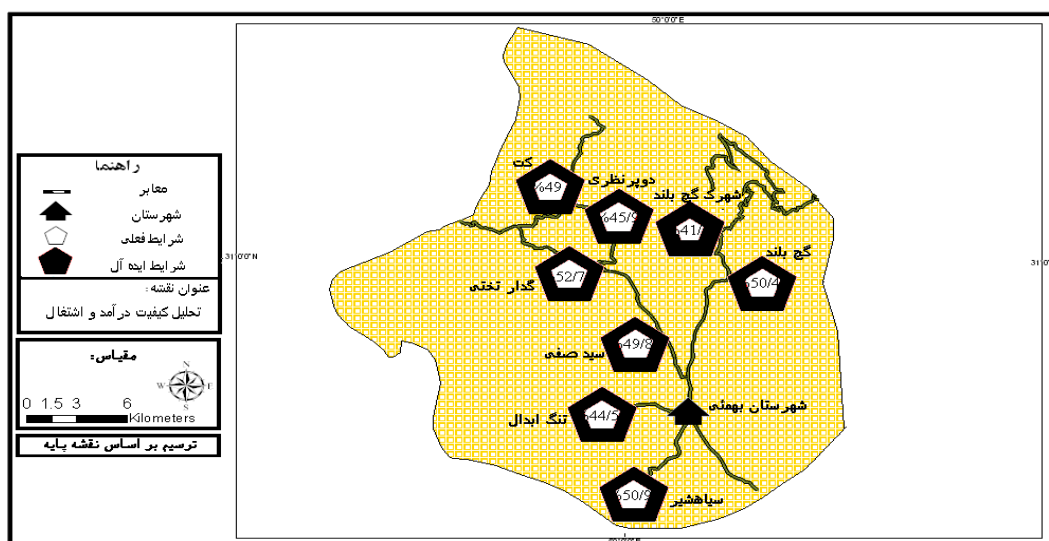 50°0'0"E
راهنما
معابر
شهرستان
شرایط فعلی
شرایط ایده آل
عنوان نقشه:
تحلیل کیفیت درآمد و اشتغال
مقیاس:
N
W E
S
0 1.5 3 6
Kilometers
ترسیم بر اساس نقشه پایه
31°0'0"N
کت
%49
دوپرنظری
%45/9
شهرک گچ بلند
گچ بلند
%50/4
گدار تختی
%52/7
سید صفی
%49/8
تنگ ابدال
%44/5
شهرستان بهمئی
سیاهشیر
%50/9